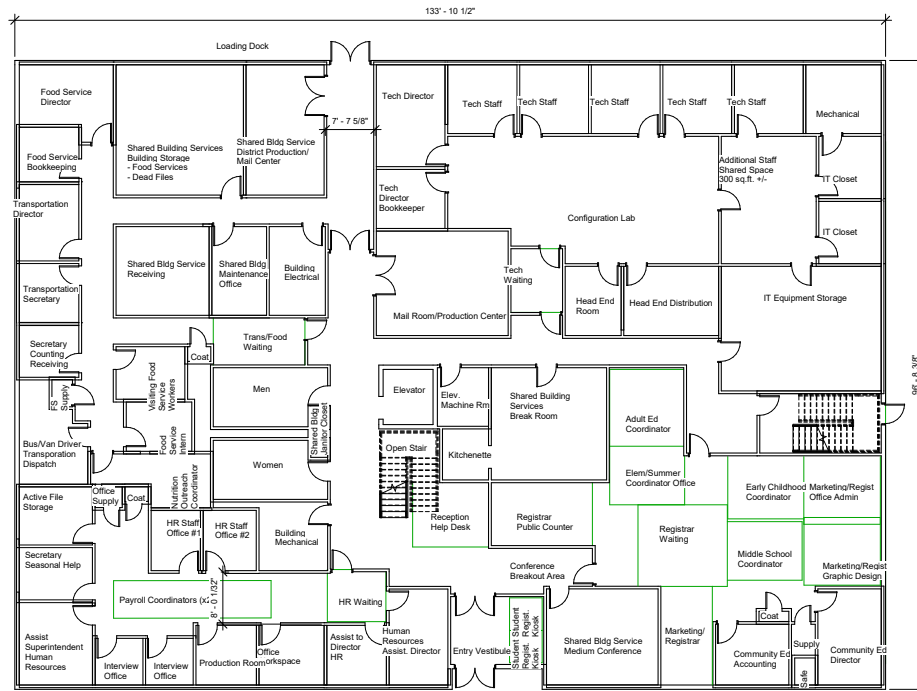 133' - 10 1/2"
Loading Dock
Food Service
Director
Shared Building Services
Building Storage
- Food Services
- Dead Files
Shared Bldg Service
District Production/
Mail Center
7' - 7 5/8"
Tech Director
Tech Staff
Tech Staff
Tech Staff
Tech Staff
Tech Staff
Mechanical
Food Service
Bookkeeping
Transportation
Director
Tech
Director
Bookkeeper
Configuration Lab
Additional Staff
Shared Space
300 sq.ft. +/-
IT Closet
IT Closet
Transportation
Secretary
Shared Bldg Service
Receiving
Shared Bldg
Maintenance
Office
Building
Electrical
Tech
Waiting
Mail Room/Production Center
Head End
Room
Head End Distribution
IT Equipment Storage
Secretary
Counting
Receiving
Trans/Food
Waiting
Coat
FS
Supply
Visiting Food
Service
Workers
Men
Shared Bldg
Janitor Closet
Elevator
Elev.
Machine Rm
Shared Building
Services
Break Room
Adult Ed
Coordinator
96' - 8 3/8"
Bus/Van Driver
Transporation
Dispatch
Food
Service
Intern
Women
Open Stair
Kitchenette
Elem/Summer
Coordinator Office
Early Childhood
Coordinator
Marketing/Regist
Office Admin
Active File
Storage
Office
Supply
Coat
Nutrition
Outreach
Coordinator
HR Staff
Office #1
HR Staff
Office #2
Building
Mechanical
Reception
Help Desk
Registrar
Public Counter
Registrar
Waiting
Middle School
Coordinator
Marketing/Regist
Graphic Design
Secretary
Seasonal Help
Payroll Coordinators (x2
8' - 0 1/32"
HR Waiting
Conference
Breakout Area
Assist
Superintendent
Human
Resources
Interview
Office
Interview
Office
Production Room
Office
orkspace
Assist to
Director
HR
Human
Resources
Assist. Director
Entry Vestibule
Student
Regist.
Kiosk
Student
Regist.
Kiosk
Shared Bldg Service
Medium Conference
Marketing/
Registrar
Coat
Community Ed
Accounting
Supply
Safe
Community Ed
Director